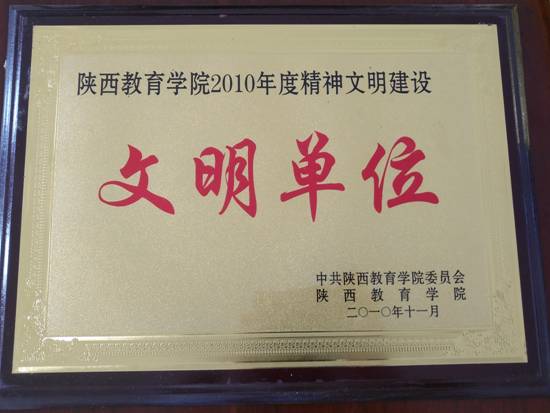 陕西教育学院2010年度精神文明建设
文明单位
中共陕西教育学院委员会
陕西教育学院
二〇一〇年十一月